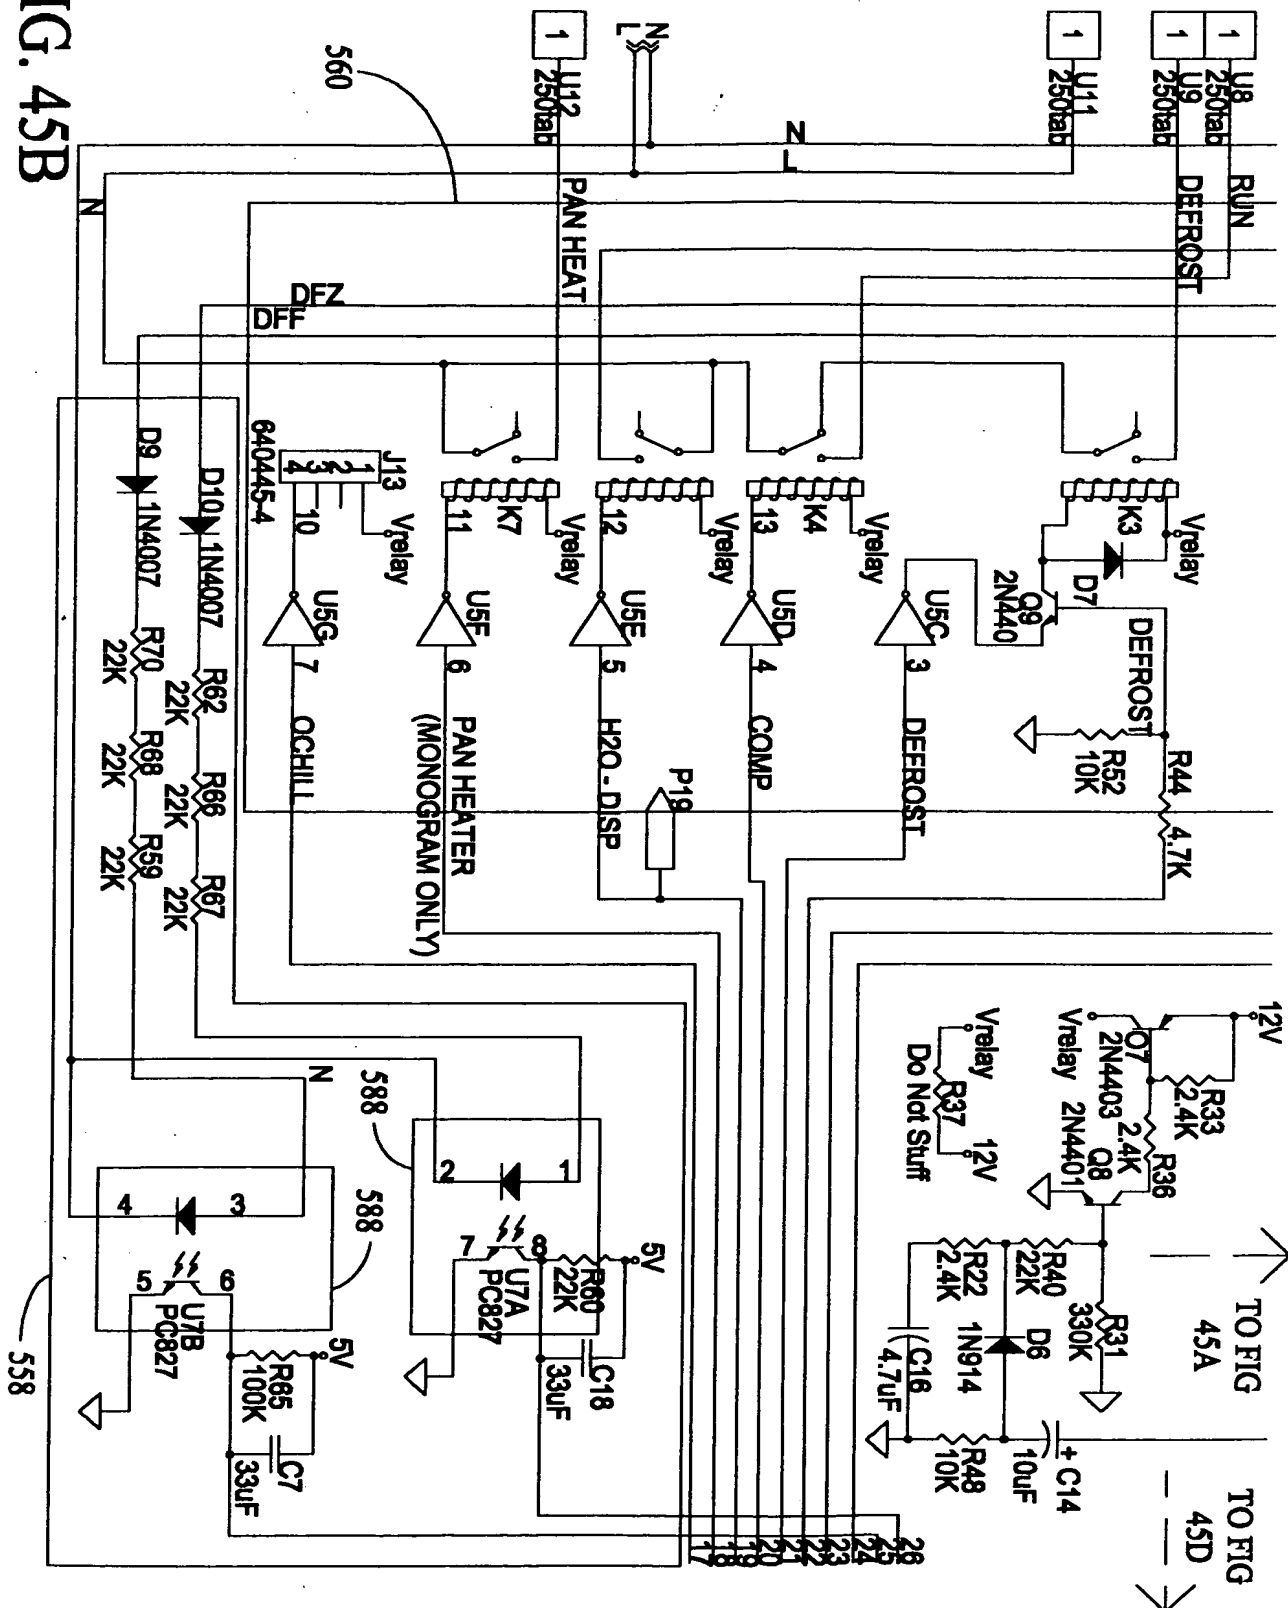 FIG. 45B
1
U12
250tab
N
L
560
1
U11
250tab
1
U9
250tab
1
U8
250tab
N
L
N
PAN HEAT
DEFROST
RUN
DFZ
DFF
D9
1N4007
D10
1N4007
R70
22K
R68
22K
R59
22K
R62
22K
R66
22K
R67
22K
640445-4
J13
4
3
2
1
Vrelay
10
U5G
7
QCHILL
11
K7
Vrelay
U5F
6
PAN HEATER
(MONOGRAM ONLY)
12
Vrelay
U5E
5
H2O - DISP
P19
13
K4
Vrelay
U5D
4
COMP
U5C
3
DEFROST
K3
Vrelay
D7
Q9
2N440
DEFROST
R52
10K
R44
4.7K
12V
Vrelay
Q7
2N4403
R33
2.4K
R36
2.4K
Q8
2N4401
Vrelay
R37
12V
Do Not Stuff
R40
22K
R22
2.4K
R31
330K
D6
1N914
C16
4.7uF
R48
10K
+ C14
10uF
TO FIG
45A
TO FIG
45D
N
588
2
1
7
8
U7A
PC827
R60
22K
5V
C18
33uF
588
4
3
5
6
U7B
PC827
R65
100K
5V
C7
33uF
558
17
18
19
20
21
22
23
24
25
26